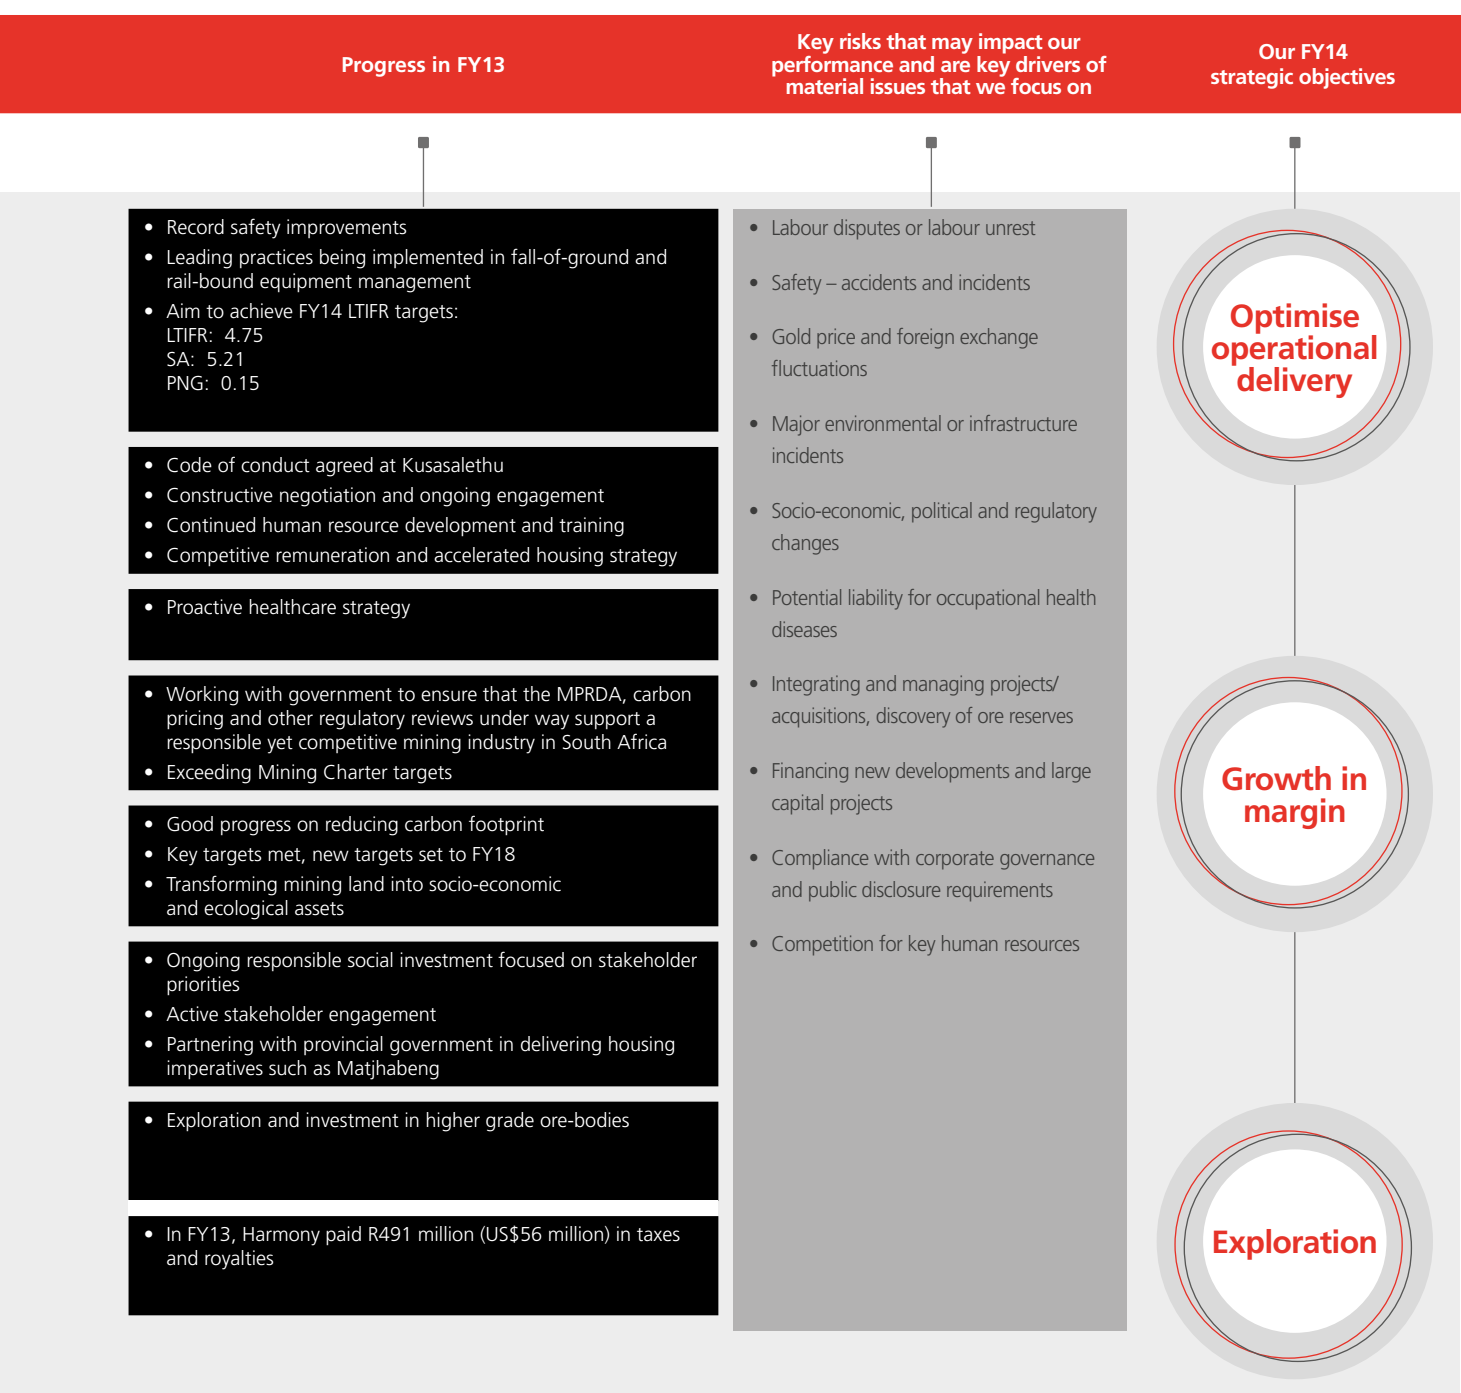 Progress in FY13
Key risks that may impact our
performance and are key drivers of
material issues that we focus on
Our FY14
strategic objectives
• Record safety improvements
• Leading practices being implemented in fall-of-ground and
rail-bound equipment management
• Aim to achieve FY14 LTIFR targets:
LTIFR: 4.75
SA: 5.21
PNG: 0.15
• Code of conduct agreed at Kusasalethu
• Constructive negotiation and ongoing engagement
• Continued human resource development and training
• Competitive remuneration and accelerated housing strategy
• Proactive healthcare strategy
• Working with government to ensure that the MPRDA, carbon
pricing and other regulatory reviews under way support a
responsible yet competitive mining industry in South Africa
• Exceeding Mining Charter targets
• Good progress on reducing carbon footprint
• Key targets met, new targets set to FY18
• Transforming mining land into socio-economic
and ecological assets
• Ongoing responsible social investment focused on stakeholder
priorities
• Active stakeholder engagement
• Partnering with provincial government in delivering housing
imperatives such as Matjhabeng
• Exploration and investment in higher grade ore-bodies
• In FY13, Harmony paid R491 million (US$56 million) in taxes
and royalties
• Labour disputes or labour unrest
• Safety – accidents and incidents
• Gold price and foreign exchange
fluctuations
• Major environmental or infrastructure
incidents
• Socio-economic, political and regulatory
changes
• Potential liability for occupational health
diseases
• Integrating and managing projects/
acquisitions, discovery of ore reserves
• Financing new developments and large
capital projects
• Compliance with corporate governance
and public disclosure requirements
• Competition for key human resources
Optimise
operational
delivery
Growth in
margin
Exploration